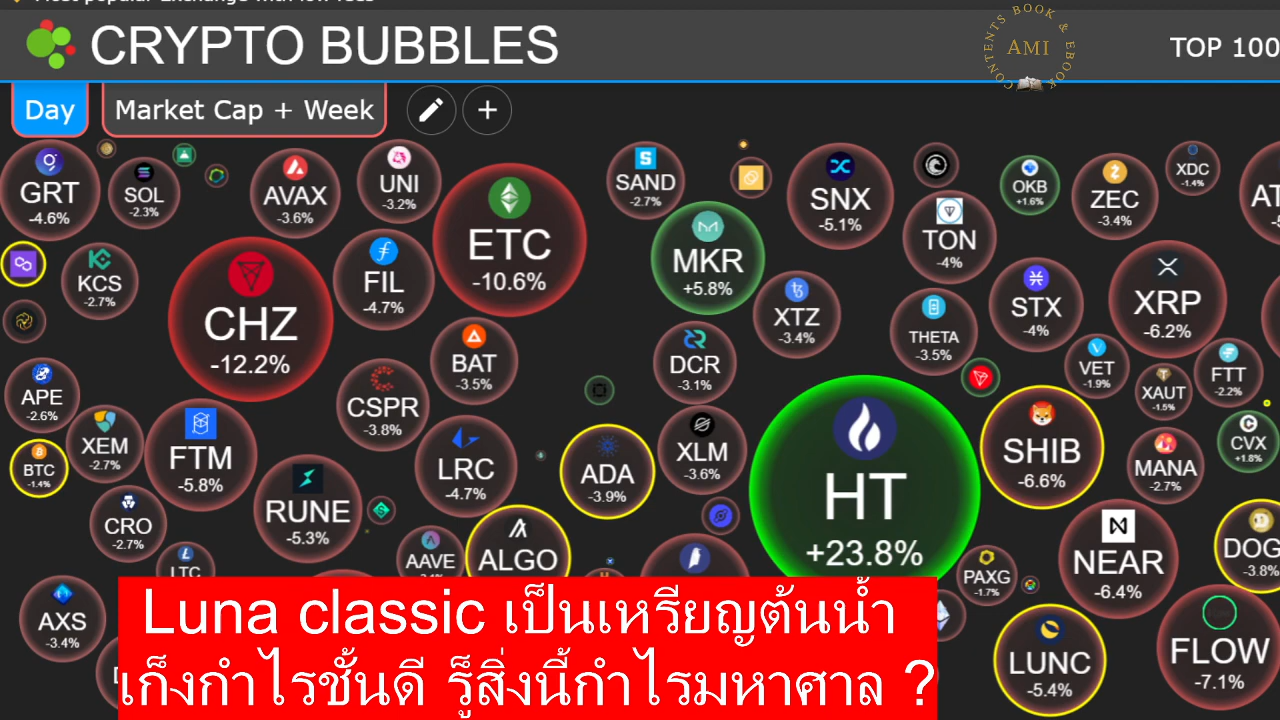 CRYPTO BUBBLES
CONTENTS BOOK & EBOOK
AMI
TOP 100
Day
Market Cap + Week
GRT
-4.6%
SOL
-2.3%
AVAX
-3.6%
UNI
-3.2%
ETC
-10.6%
SAND
-2.7%
MKR
+5.8%
SNX
-5.1%
TON
-4%
OKB
+1.6%
ZEC
-3.4%
XDC
-1.4%
KCS
-2.7%
CHZ
-12.2%
FIL
-4.7%
XTZ
-3.4%
THETA
-3.5%
STX
-4%
XRP
-6.2%
APE
-2.6%
BAT
-3.5%
DCR
-3.1%
VET
-1.9%
XAUT
-1.5%
FTT
-2.2%
BTC
-1.4%
XEM
-2.7%
FTM
-5.8%
CSPR
-3.8%
LRC
-4.7%
ADA
-3.9%
XLM
-3.6%
HT
+23.8%
SHIB
-6.6%
MANA
-2.7%
CVX
+1.8%
CRO
-2.7%
RUNE
-5.3%
AAVE
ALGO
LTC
PAXG
-1.7%
NEAR
-6.4%
DOG
-3.8%
AXS
-3.4%
LUNC
-5.4%
FLOW
-7.1%
Luna classic เป็นเหรียญต้นน้ำ
เก็งกำไรชั้นดี รู้สิ่งนี้กำไรมหาศาล ?